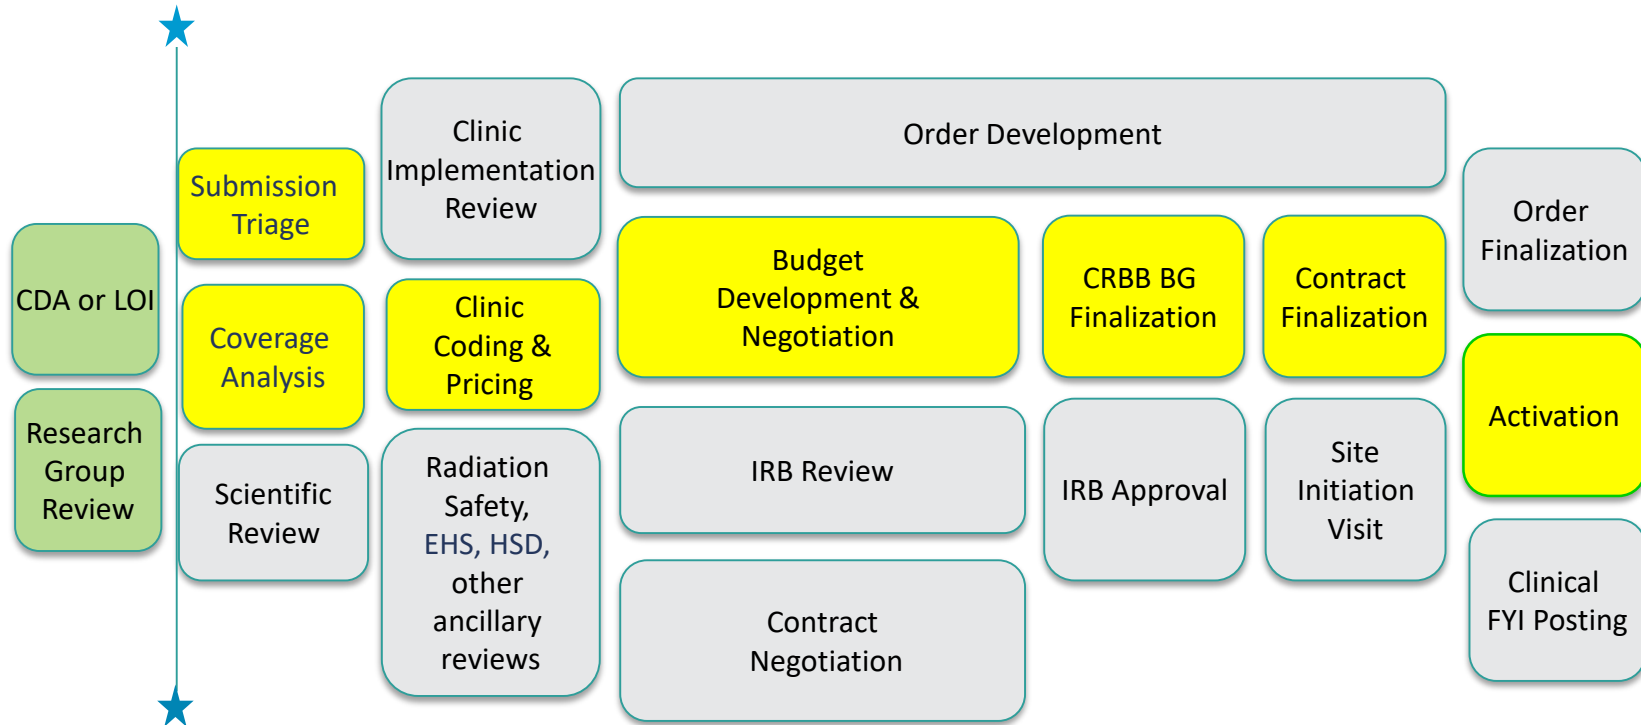 CDA or LOI
Research
Group
Review
Submission
Triage
Coverage
Analysis
Scientific
Review
Clinic
Implementation
Review
Clinic
Coding &
Pricing
Radiation
Safety,
EHS, HSD,
other
ancillary
reviews
Order Development
Budget
Development &
Negotiation
IRB Review
Contract
Negotiation
CRBB BG
Finalization
IRB Approval
Contract
Finalization
Site
Initiation
Visit
Order
Finalization
Activation
Clinical
FYI Posting